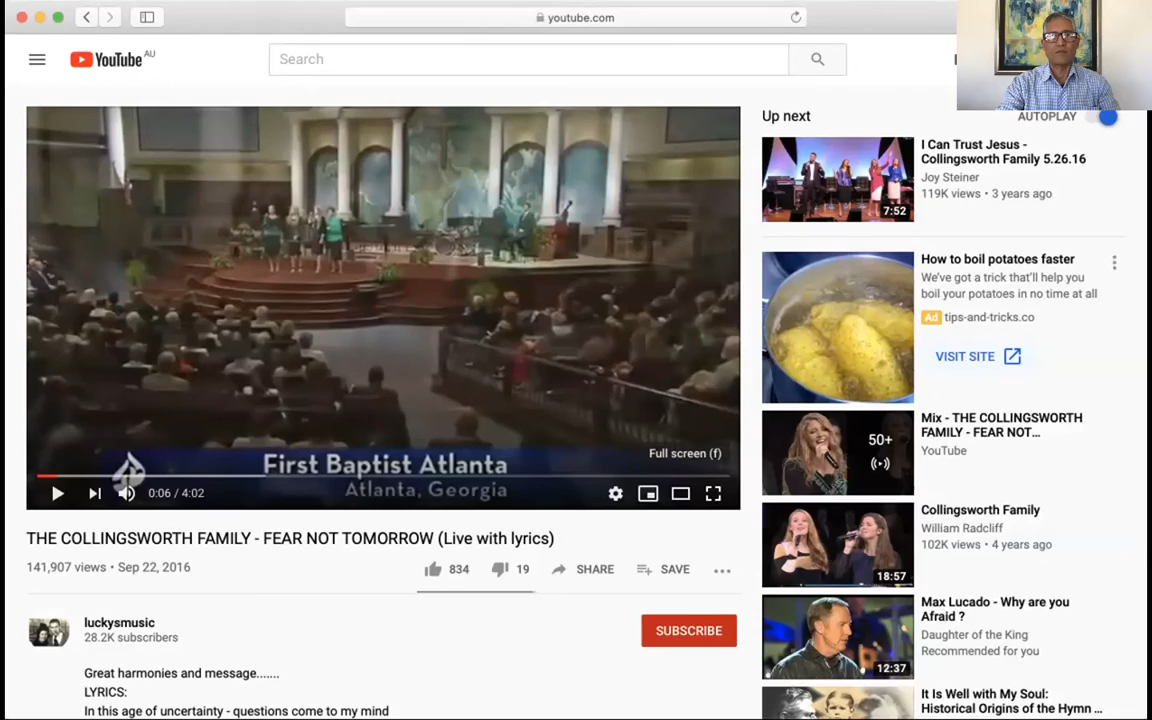 youtube.com
YouTube AU
Search
First Baptist Atlanta
Atlanta, Georgia
Full screen (f)
0:06 / 4:02
THE COLLINGSWORTH FAMILY - FEAR NOT TOMORROW (Live with lyrics)
141,907 views • Sep 22, 2016
834
19
SHARE
SAVE
luckysmusic
28.2K subscribers
SUBSCRIBE
Great harmonies and message.......
LYRICS:
In this age of uncertainty - questions come to my mind
Up next
AUTOPLAY
7:52
I Can Trust Jesus -
Collingsworth Family 5.26.16
Joy Steiner
119K views • 3 years ago
How to boil potatoes faster
We've got a trick that'll help you
boil your potatoes in no time at all
Ad tips-and-tricks.co
VISIT SITE
50+
Mix - THE COLLINGSWORTH
FAMILY - FEAR NOT...
YouTube
18:57
Collingsworth Family
William Radcliff
102K views • 4 years ago
12:37
Max Lucado - Why are you
Afraid ?
Daughter of the King
Recommended for you
It Is Well with My Soul:
Historical Origins of the Hymn ...